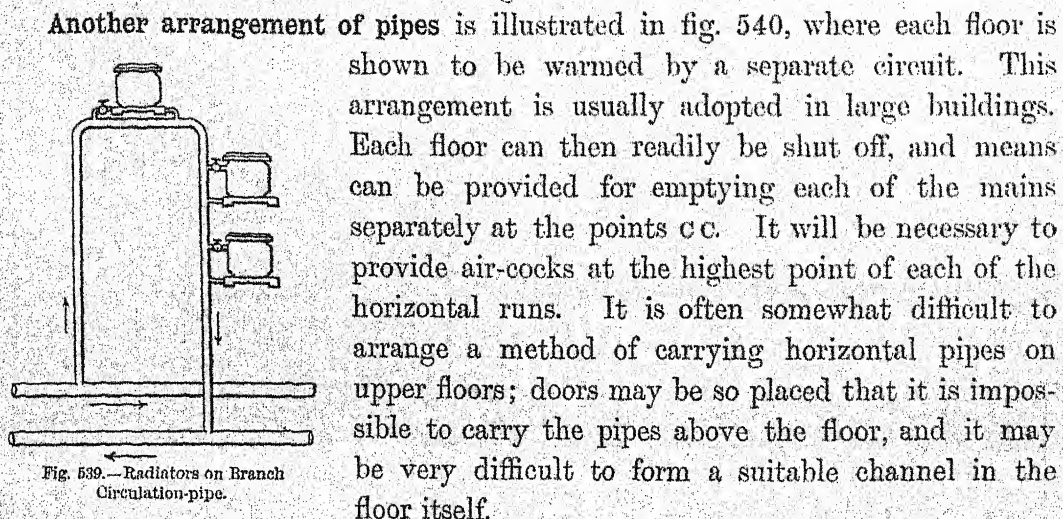 Another arrangement of pipes is illustrated in fig. 540, where each floor is
shown to be warmed by a separate circuit. This
arrangement is usually adopted in large buildings.
Each floor can then readily be shut off, and means
can be provided for emptying each of the mains
separately at the points C C. It will be necessary to
provide air-cocks at the highest point of each of the
horizontal runs. It is often somewhat difficult to
arrange a method of carrying horizontal pipes on
upper floors; doors may be so placed that it is impos-
sible to carry the pipes above the floor, and it may
be very difficult to form a suitable channel in the
floor itself.
Fig. 539.—Radiators on Branch
Circulation-pipe.